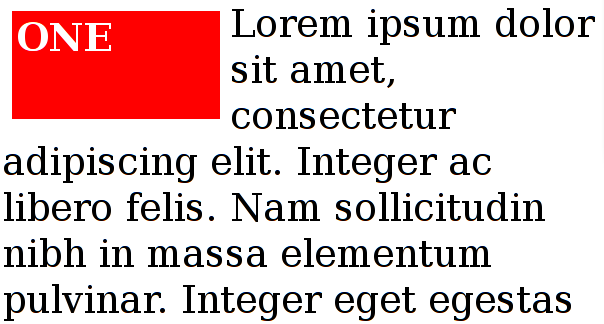 ONE
Lorem ipsum dolor
sit amet,
consectetur
adipiscing elit. Integer ac
libero felis. Nam sollicitudin
nibh in massa elementum
pulvinar. Integer eget egestas